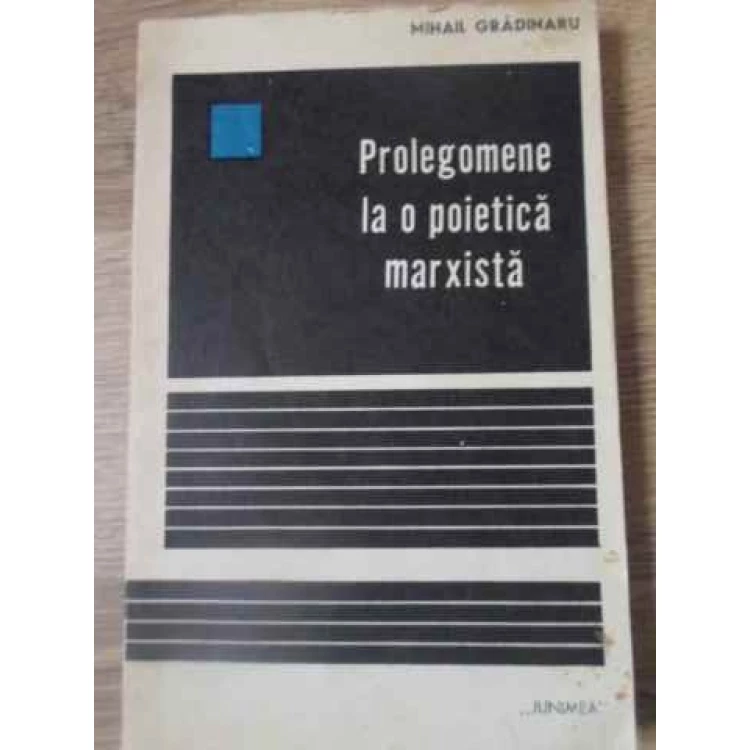 MIHAIL GRĂDINARU
Prolegomene
la o poietică
marxistă
„JUNIMEA”